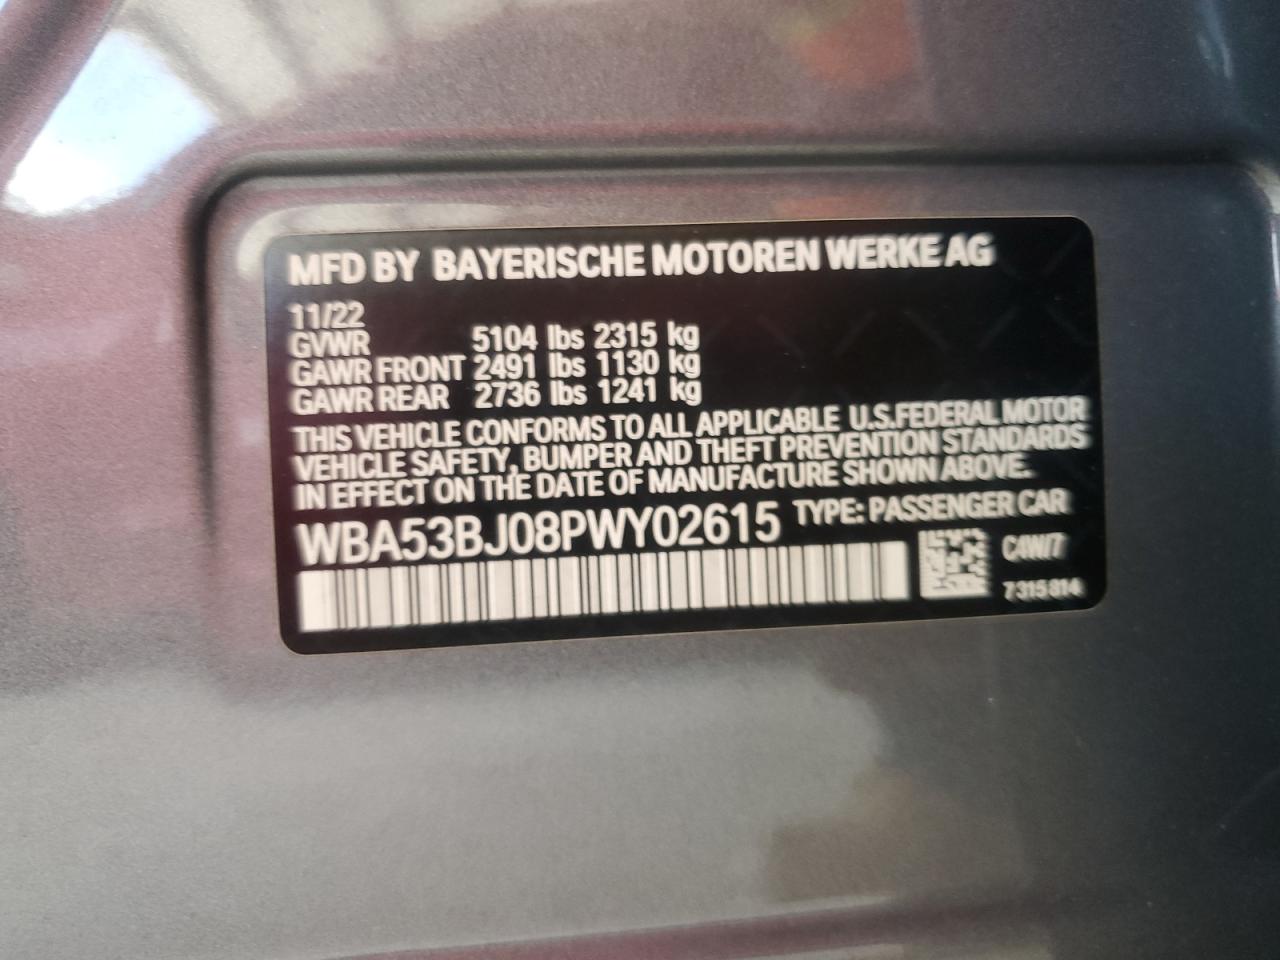 MFD BY BAYERISCHE MOTOREN WERKE AG
11/22
GVWR 5104 lbs 2315 kg
GAWR FRONT 2491 lbs 1130 kg
GAWR REAR 2736 lbs 1241 kg
THIS VEHICLE CONFORMS TO ALL APPLICABLE U.S.FEDERAL MOTOR
VEHICLE SAFETY, BUMPER AND THEFT PREVENTION STANDARDS
IN EFFECT ON THE DATE OF MANUFACTURE SHOWN ABOVE.
WBA53BJ08PWY02615 TYPE: PASSENGER CAR
C4W/7
7315814